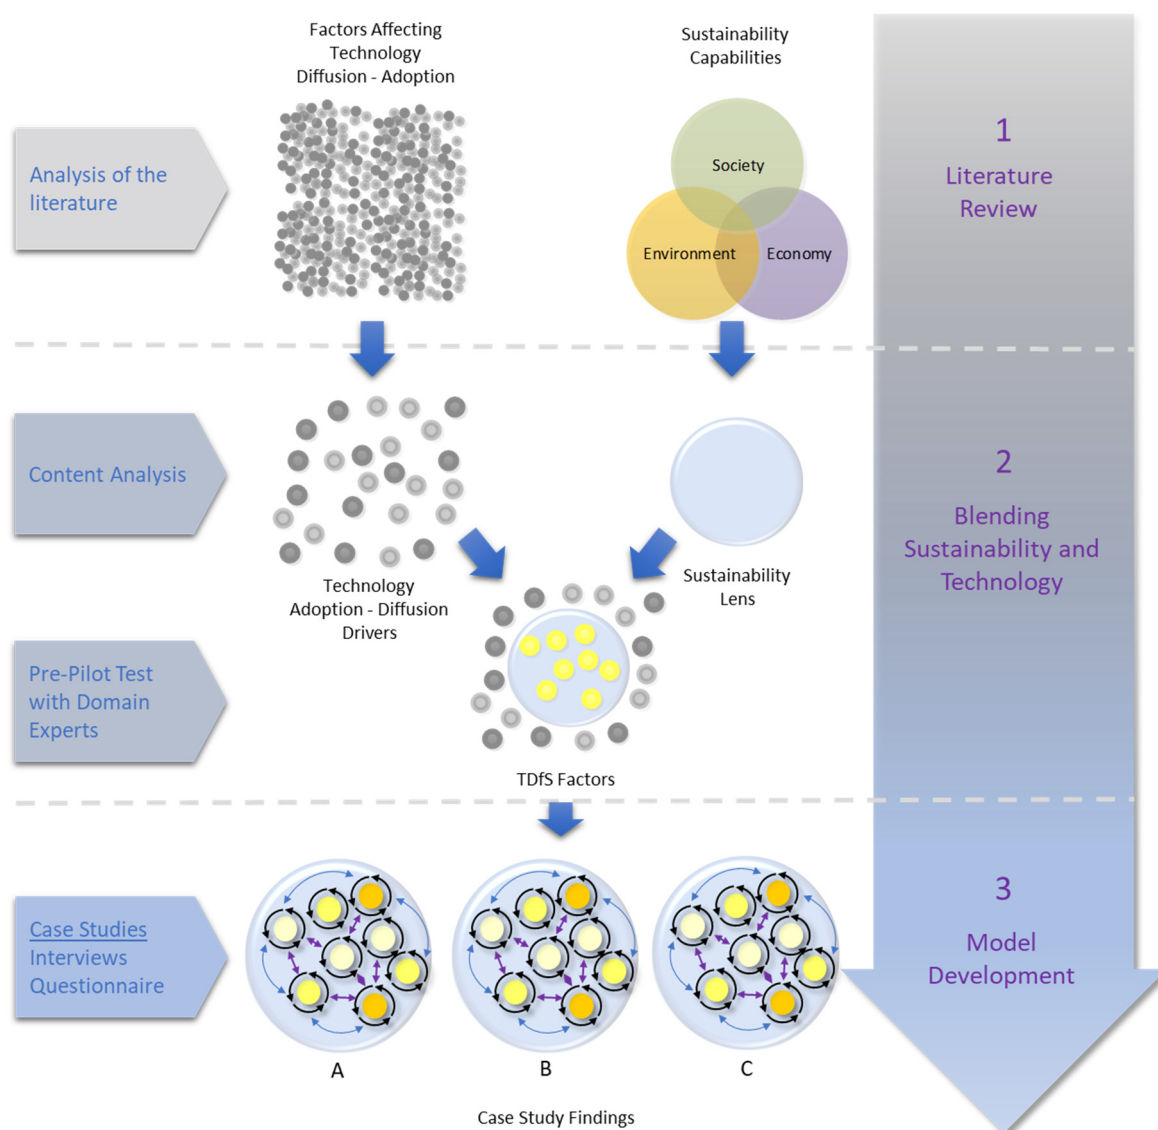 Factors Affecting
Technology
Diffusion - Adoption
Sustainability
Capabilities
Analysis of the
literature
Society
Environment
Economy
1
Literature
Review
Content Analysis
Technology
Adoption - Diffusion
Drivers
Sustainability
Lens
2
Blending
Sustainability and
Technology
Pre-Pilot Test
with Domain
Experts
TDfS Factors
Case Studies
Interviews
Questionnaire
A
B
C
3
Model
Development
Case Study Findings